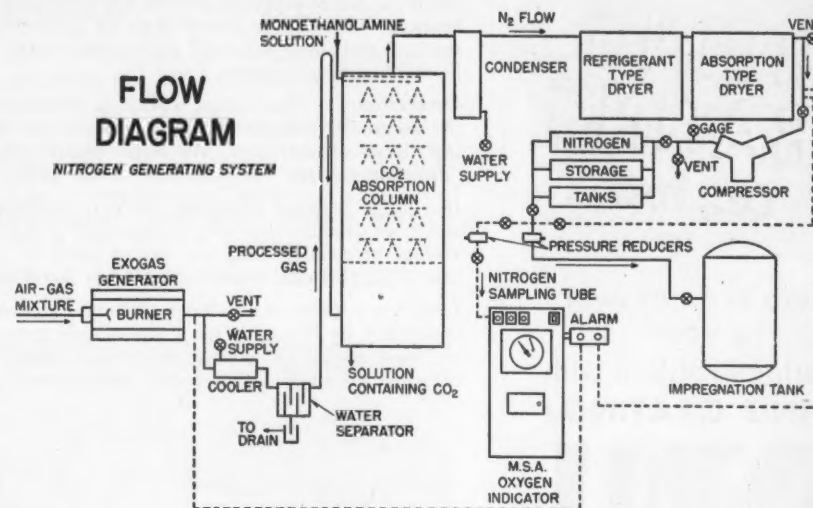 MONOETHANOLAMINE
SOLUTION
N2 FLOW
VENT
CONDENSER
REFRIGERANT
TYPE
DRYER
ABSORPTION
TYPE
DRYER
FLOW
DIAGRAM
NITROGEN GENERATING SYSTEM
CO2
ABSORPTION
COLUMN
WATER
SUPPLY
NITROGEN
STORAGE
TANKS
GAGE
VENT
COMPRESSOR
PROCESSED
GAS
PRESSURE REDUCERS
EXOGAS
GENERATOR
AIR-GAS
MIXTURE
BURNER
VENT
WATER
SUPPLY
COOLER
NITROGEN
SAMPLING TUBE
ALARM
IMPREGNATION TANK
SOLUTION
CONTAINING CO2
WATER
SEPARATOR
TO
DRAIN
M.S.A.
OXYGEN
INDICATOR